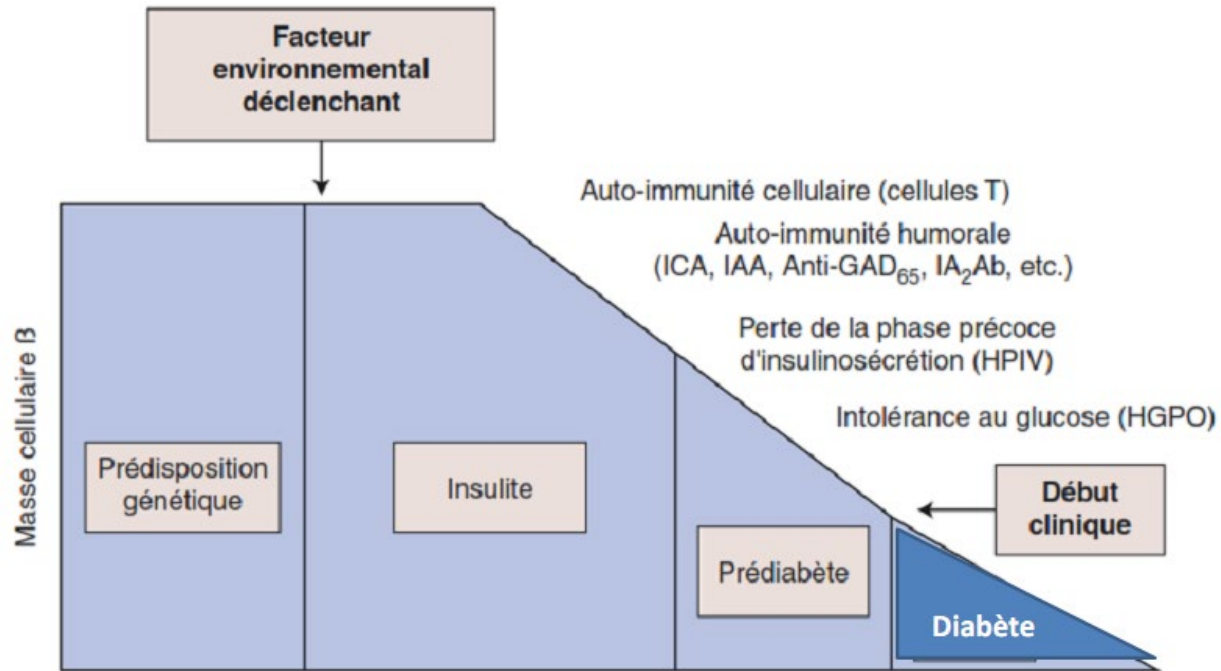 Facteur
environnemental
déclenchant
Auto-immunité cellulaire (cellules T)
Auto-immunité humorale
(ICA, IAA, Anti-GAD₆₅, IA₂Ab, etc.)
Perte de la phase précoce
d'insulinosécrétion (HPIV)
Intolérance au glucose (HGPO)
Masse cellulaire ß
Prédisposition
génétique
Insulite
Prédiabète
Début
clinique
Diabète